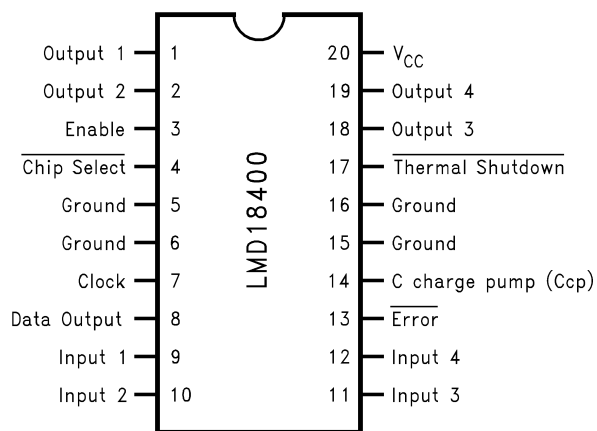 Output 1 1 20 VCC
Output 2 2 19 Output 4
Enable 3 18 Output 3
Chip Select 4 17 Thermal Shutdown
Ground 5 16 Ground
Ground 6 15 Ground
Clock 7 14 C charge pump (Ccp)
Data Output 8 13 Error
Input 1 9 12 Input 4
Input 2 10 11 Input 3
LMD18400